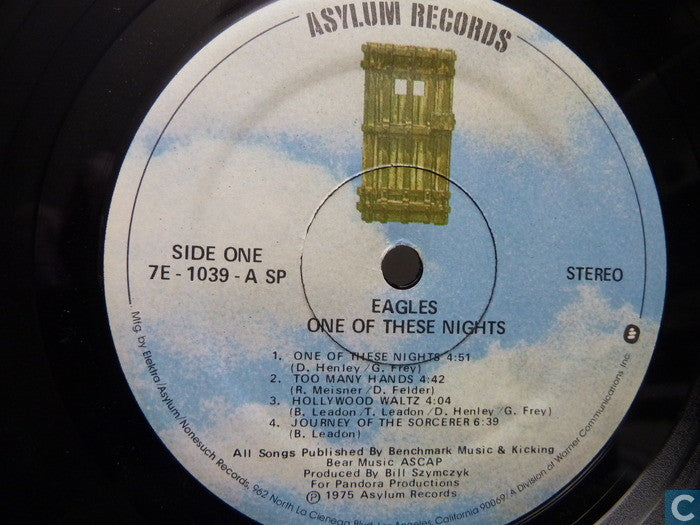 ASYLUM RECORDS
SIDE ONE
7E - 1039 - A SP
STEREO
EAGLES
ONE OF THESE NIGHTS
1. ONE OF THESE NIGHTS 4:51
(D. Henley/G. Frey)
2. TOO MANY HANDS 4:42
(R. Meisner/D. Felder)
3. HOLLYWOOD WALTZ 4:04
(B. Leadon/T. Leadon/D. Henley/G. Frey)
4. JOURNEY OF THE SORCERER 6:39
(B. Leadon)
All Songs Published By Benchmark Music & Kicking
Bear Music ASCAP
Produced By Bill Szymczyk
For Pandora Productions
Ⓟ 1975 Asylum Records
Mfg. by Elektra/Asylum/Nonesuch Records, 962 North La Cienega Blvd., Los Angeles, California 90069/A Division of Warner Communications Inc.
C